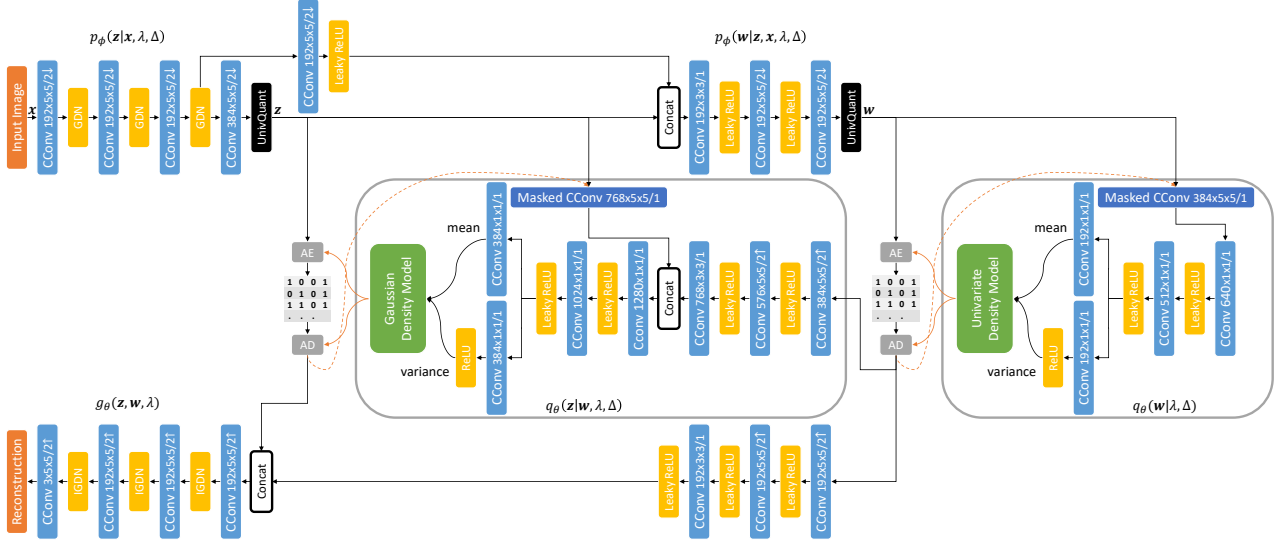 p_ϕ(z|x, λ, Δ)
CConv 192x5x5/2↓
Leaky ReLU
p_ϕ(w|z, x, λ, Δ)
Input Image
x
CConv 192x5x5/2↓
GDN
CConv 192x5x5/2↓
GDN
CConv 192x5x5/2↓
GDN
CConv 384x5x5/2↓
UnivQuant
z
Concat
CConv 192x3x3/1
Leaky ReLU
CConv 192x5x5/2↓
Leaky ReLU
CConv 192x5x5/2↓
UnivQuant
w
AE
1 0 0 1
0 1 0 1
1 1 0 1
. . .
AD
Masked CConv 768x5x5/1
Gaussian
Density Model
mean
variance
CConv 384x1x1/1
ReLU
CConv 384x1x1/1
Leaky ReLU
CConv 1024x1x1/1
Leaky ReLU
CConv 1280x1x1/1
Concat
CConv 768x3x3/1
Leaky ReLU
CConv 576x5x5/2↑
Leaky ReLU
CConv 384x5x5/2↑
q_θ(z|w, λ, Δ)
AE
1 0 0 1
0 1 0 1
1 1 0 1
. . .
AD
Masked CConv 384x5x5/1
Univariate
Density Model
mean
variance
CConv 192x1x1/1
ReLU
CConv 192x1x1/1
Leaky ReLU
CConv 512x1x1/1
Leaky ReLU
CConv 640x1x1/1
q_θ(w|λ, Δ)
g_θ(z, w, λ)
Reconstruction
CConv 3x5x5/2↑
IGDN
CConv 192x5x5/2↑
IGDN
CConv 192x5x5/2↑
IGDN
CConv 192x5x5/2↑
Concat
Leaky ReLU
CConv 192x3x3/1
Leaky ReLU
CConv 192x5x5/2↑
Leaky ReLU
CConv 192x5x5/2↑